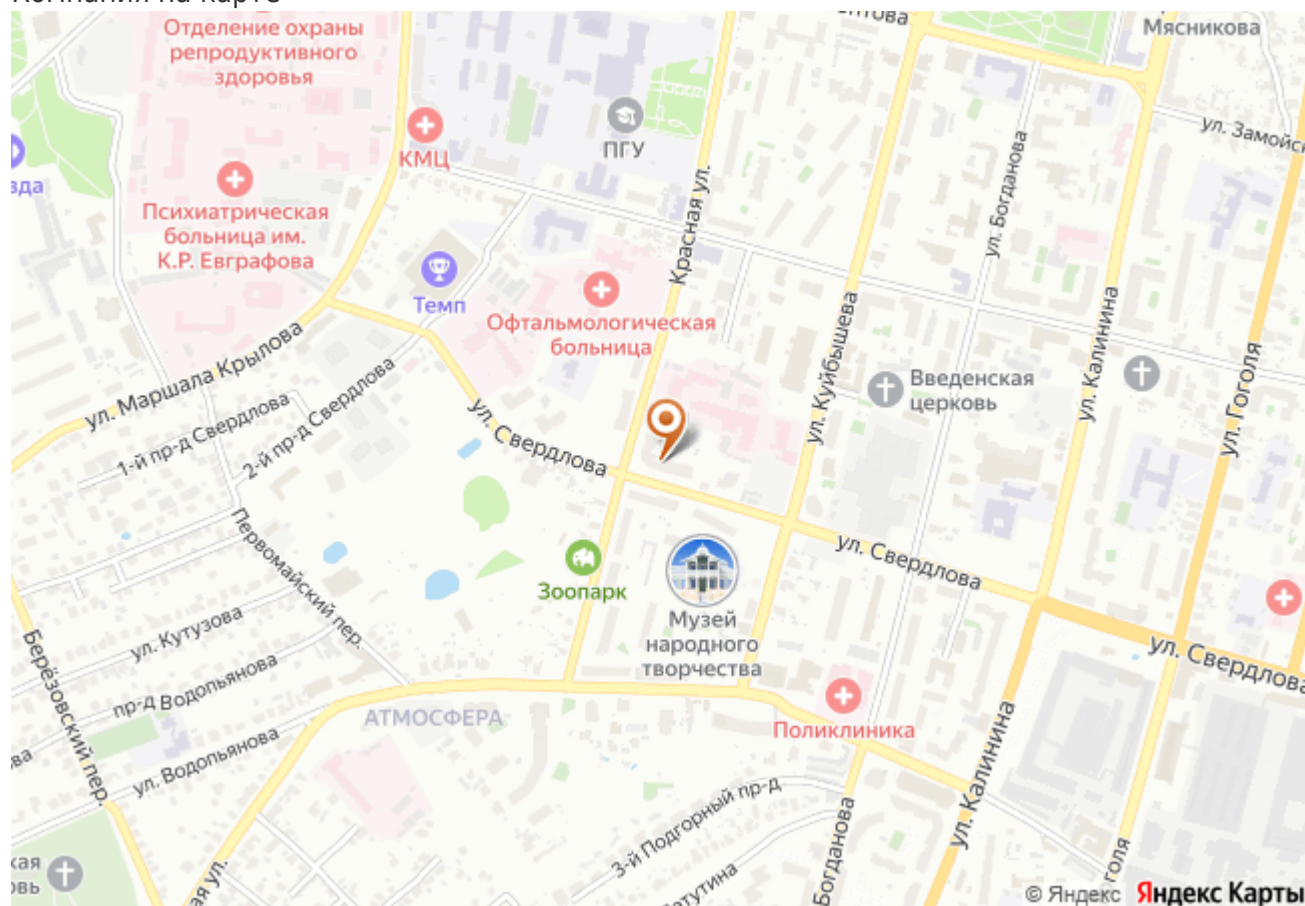 Отделение охраны
репродуктивного
здоровья
Мясникова
ул. Замойск
КМЦ
ПГУ
Красная ул.
ул. Богданова
Психиатрическая
больница им.
К.Р. Евграфова
Темп
Офтальмологическая
больница
ул. Куйбышева
ул. Калинина
ул. Гоголя
Введенская
церковь
ул. Маршала Крылова
1-й пр-д Свердлова
2-й пр-д Свердлова
ул. Свердлова
ул. Свердлова
ул. Свердлова
Первомайский пер.
Зоопарк
Музей
народного
творчества
ул. Кутузова
пр-д Водопьянова
ул. Водопьянова
Берёзовский пер.
АТМОСФЕРА
Поликлиника
ул. Калинина
3-й Подгорный пр-д
Богданова
гоголя
© Яндекс Яндекс Карты